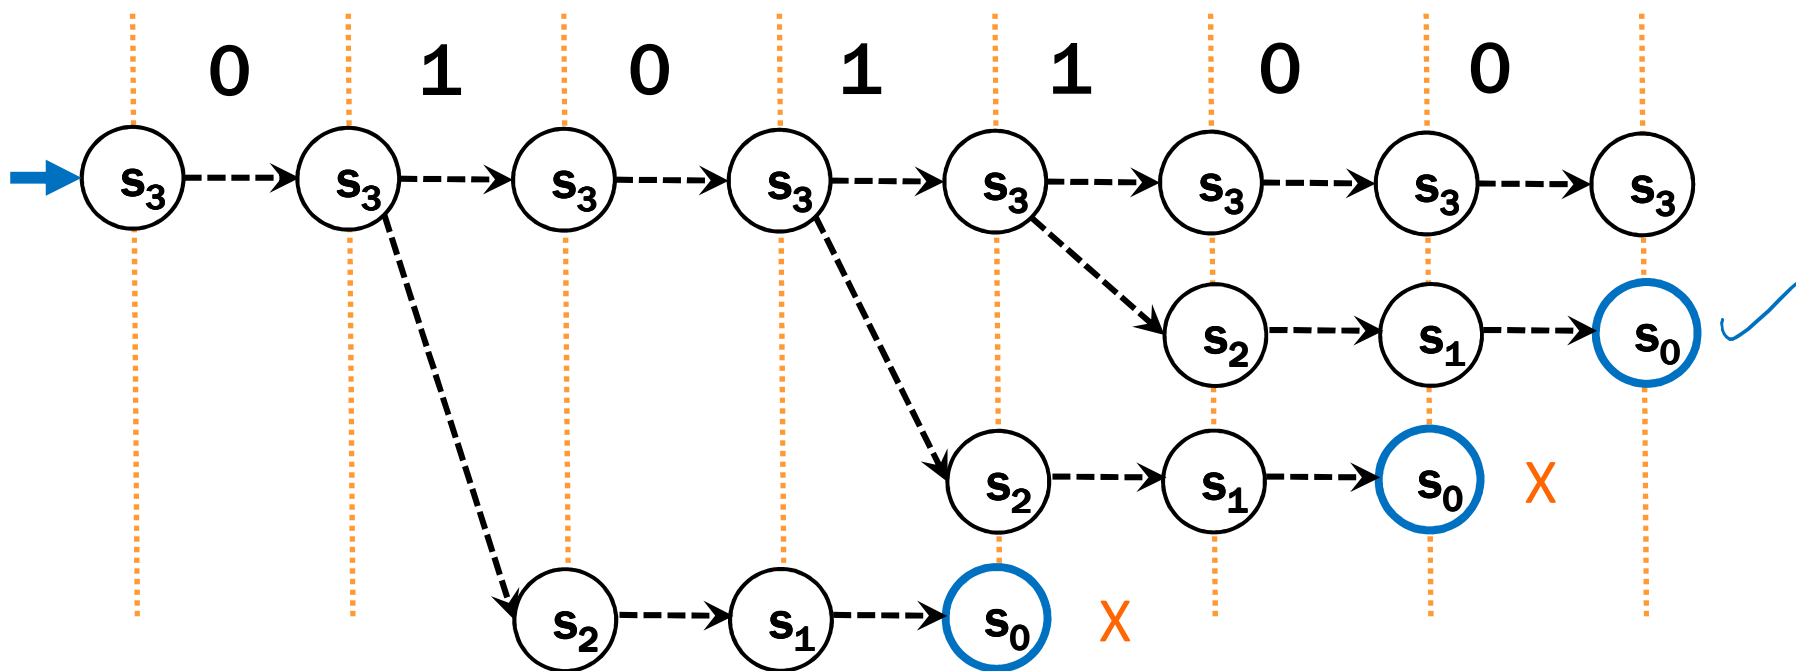 0 1 0 1 1 0 0
s₃ s₃ s₃ s₃ s₃ s₃ s₃ s₃
s₂ s₁ s₀
s₂ s₁ s₀ X
s₂ s₁ s₀ X